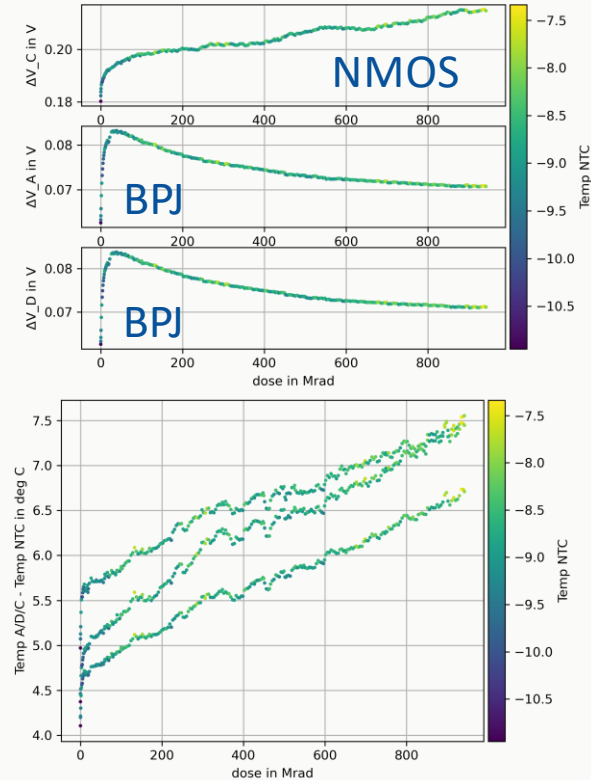 ΔV_C in V
0.20
0.18
NMOS
0 200 400 600 800
ΔV_A in V
0.08
0.07
BPJ
0 200 400 600 800
ΔV_D in V
0.08
0.07
BPJ
0 200 400 600 800
dose in Mrad
-7.5
-8.0
-8.5
-9.0
-9.5
-10.0
-10.5
Temp NTC
Temp A/D/C - Temp NTC in deg C
7.5
7.0
6.5
6.0
5.5
5.0
4.5
4.0
0 200 400 600 800
dose in Mrad
-7.5
-8.0
-8.5
-9.0
-9.5
-10.0
-10.5
Temp NTC